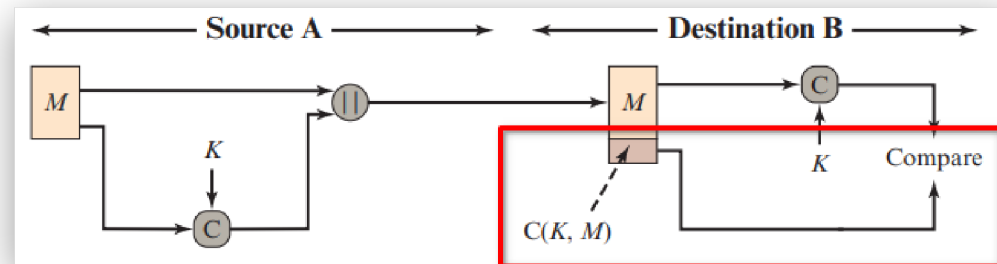 Source A
Destination B
M
||
M
C
K
K
Compare
C
C(K, M)